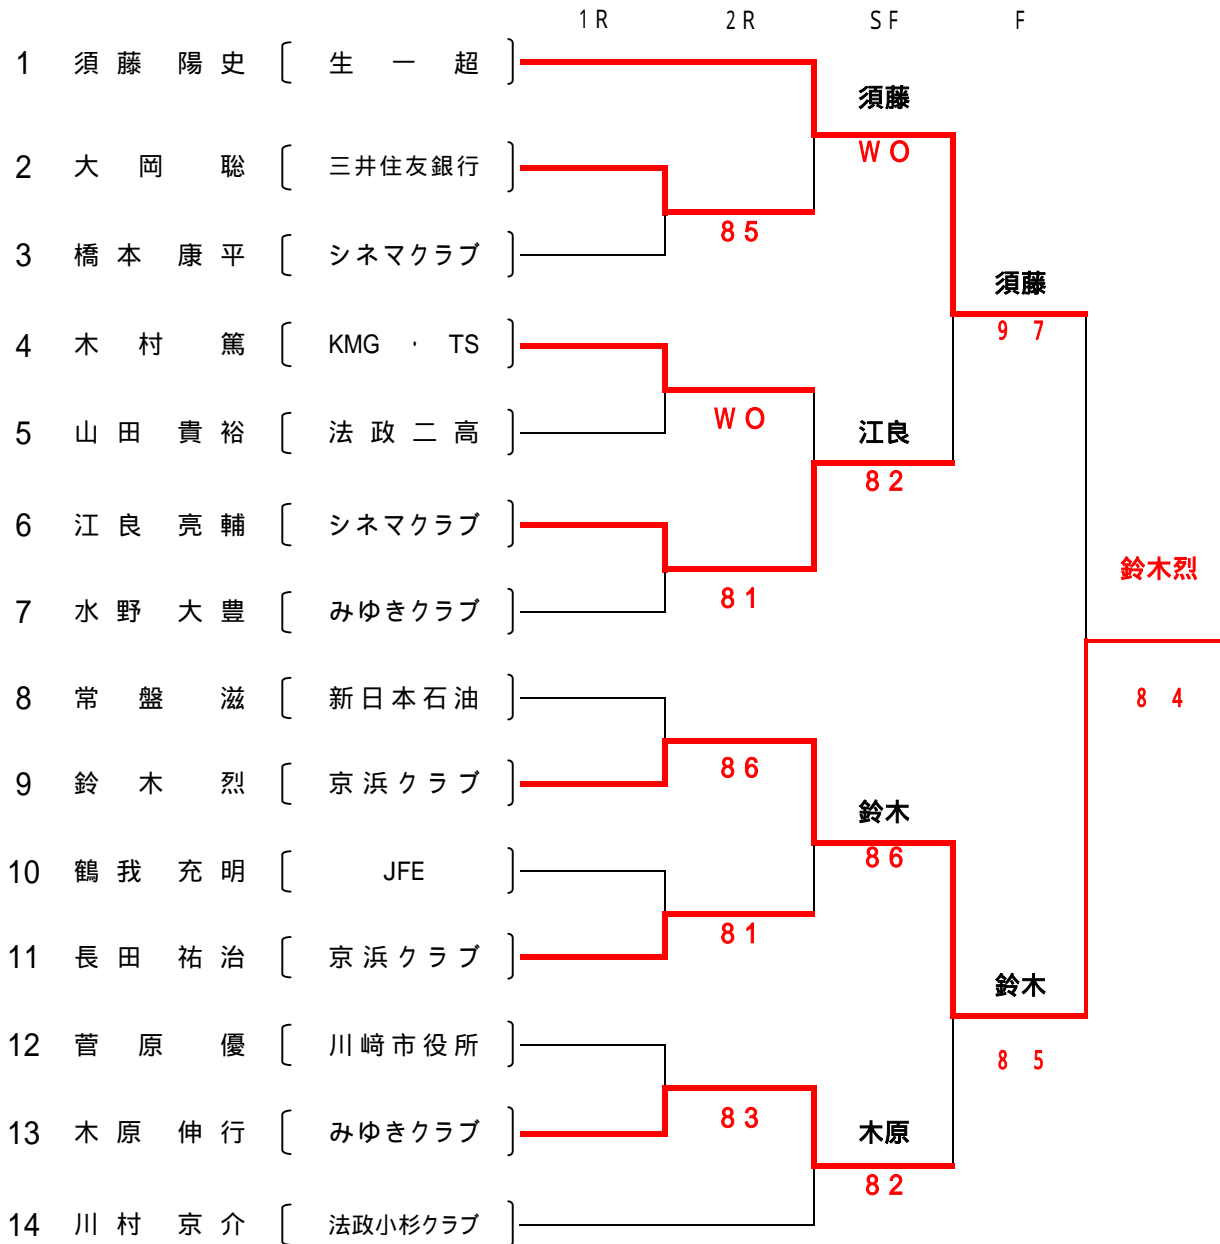 1R 2R SF F
1 須藤 陽史 〔 生一超 〕
須藤
WO
2 大岡 聡 〔 三井住友銀行 〕
85
3 橋本 康平 〔 シネマクラブ 〕
須藤
97
4 木村 篤 〔 KMG・TS 〕
WO
5 山田 貴裕 〔 法政二高 〕
江良
82
6 江良 亮輔 〔 シネマクラブ 〕
鈴木烈
81
7 水野 大豊 〔 みゆきクラブ 〕
8 常盤 滋 〔 新日本石油 〕
84
86
9 鈴木 烈 〔 京浜クラブ 〕
鈴木
86
10 鶴我 充明 〔 JFE 〕
81
11 長田 祐治 〔 京浜クラブ 〕
鈴木
12 菅原 優 〔 川﨑市役所 〕
85
83
13 木原 伸行 〔 みゆきクラブ 〕
木原
82
14 川村 京介 〔 法政小杉クラブ 〕